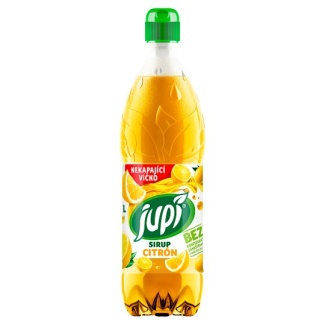 NEKAPAJÍCÍ
VÍČKO
jupí
SIRUP
CITRÓN
BEZ